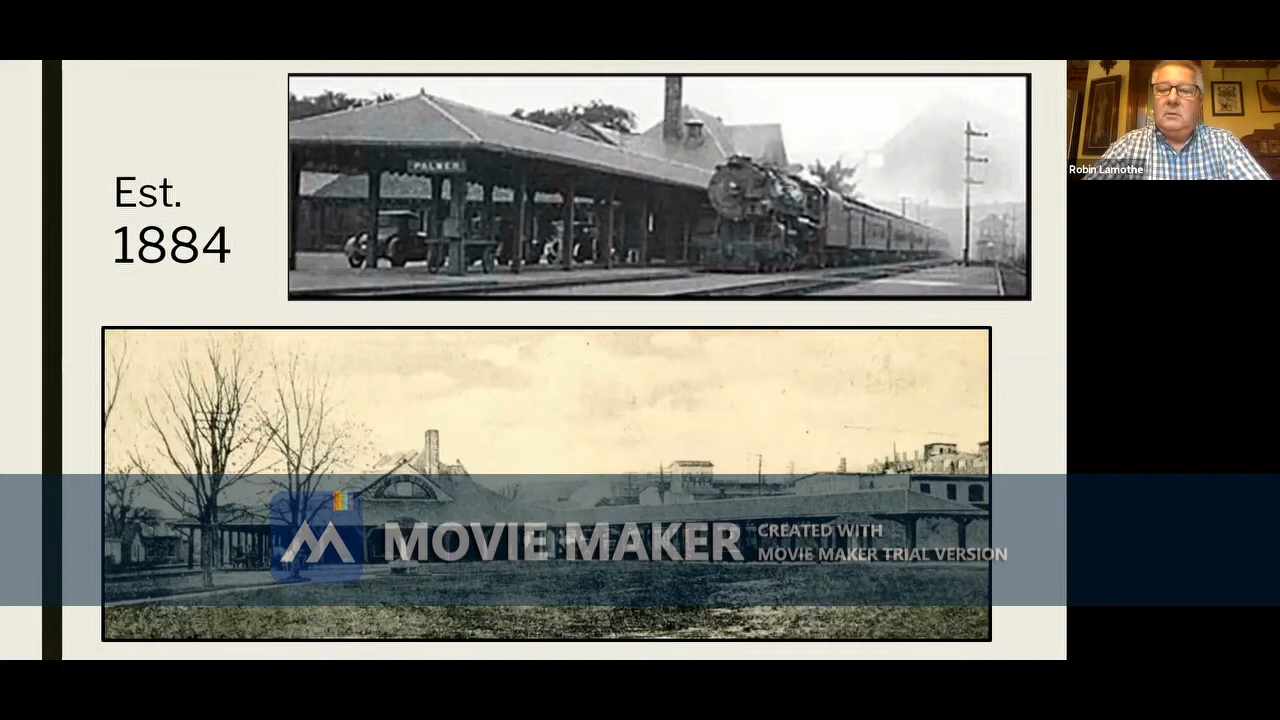 Est.
1884
PALMER
Robin Lamothe
MOVIE MAKER
CREATED WITH
MOVIE MAKER TRIAL VERSION